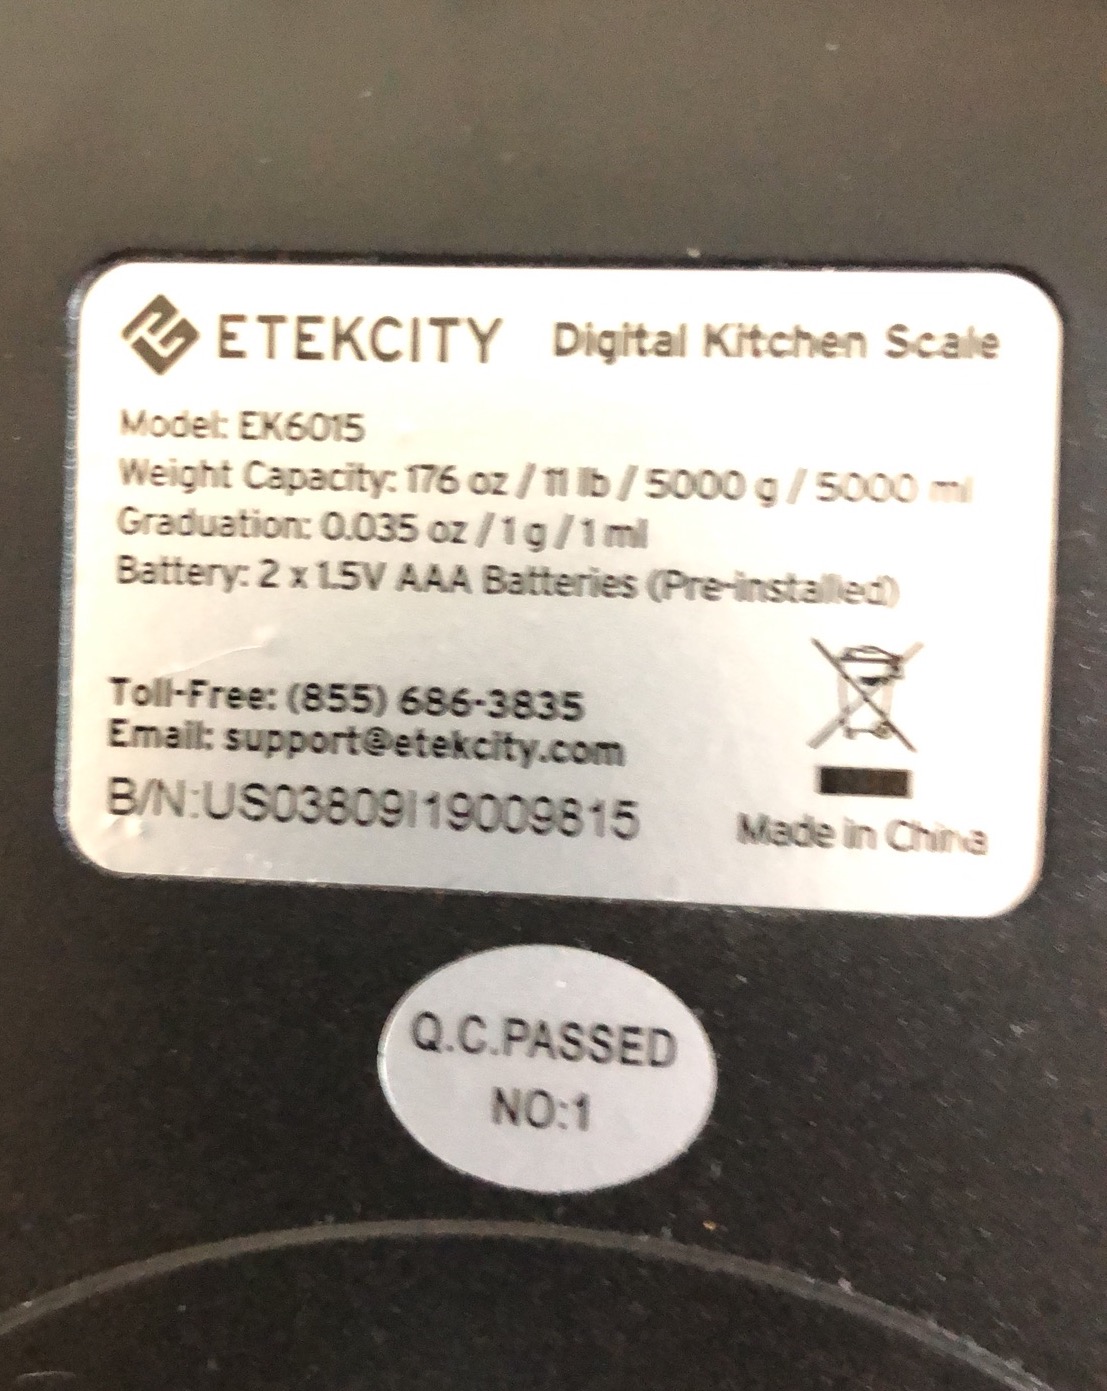 ETEKCITY Digital Kitchen Scale
Model: EK6015
Weight Capacity: 176 oz / 11 lb / 5000 g / 5000 ml
Graduation: 0.035 oz / 1 g / 1 ml
Battery: 2 x 1.5V AAA Batteries (Pre-installed)
Toll-Free: (855) 686-3835
Email: support@etekcity.com
B/N:US03809I19009815
Made in China
Q.C.PASSED
NO:1